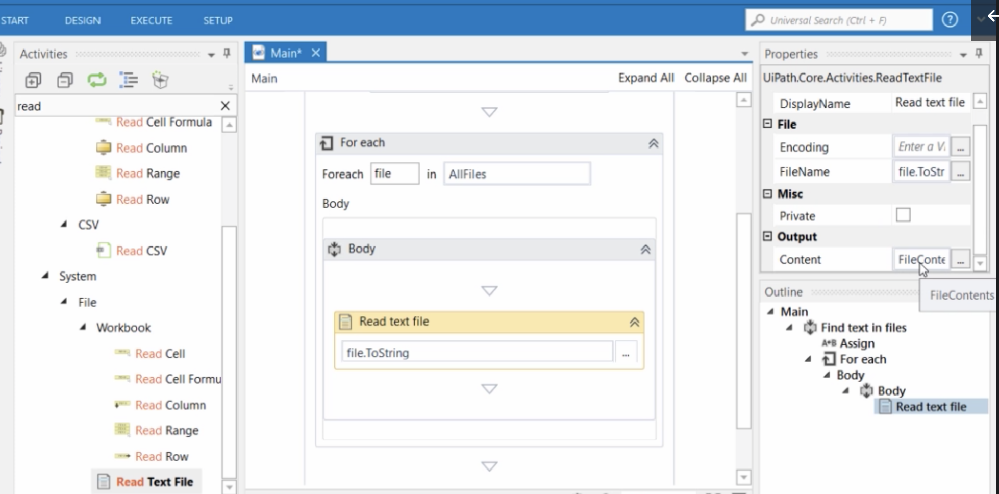 START DESIGN EXECUTE SETUP
Universal Search (Ctrl + F)
?
Activities
read
Read Cell Formula
Read Column
Read Range
Read Row
CSV
Read CSV
System
File
Workbook
Read Cell
Read Cell Formu
Read Column
Read Range
Read Row
Read Text File
Main*
Main
Expand All Collapse All
For each
Foreach file in AllFiles
Body
Body
Read text file
file.ToString
...
Properties
UiPath.Core.Activities.ReadTextFile
DisplayName Read text file
File
Encoding Enter a V ...
FileName file.ToStr ...
Misc
Private
Output
Content FileConte ...
FileContents
Outline
Main
Find text in files
A*B Assign
For each
Body
Body
Read text file